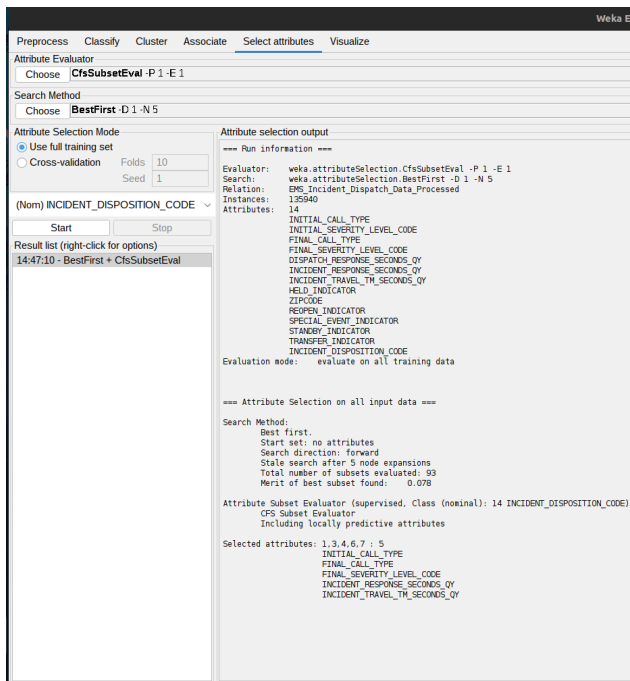 Weka E
Preprocess Classify Cluster Associate Select attributes Visualize
Attribute Evaluator
Choose CfsSubsetEval -P 1 -E 1
Search Method
Choose BestFirst -D 1 -N 5
Attribute Selection Mode
Use full training set
Cross-validation Folds 10
Seed 1
(Nom) INCIDENT_DISPOSITION_CODE
Start Stop
Result list (right-click for options)
14:47:10 - BestFirst + CfsSubsetEval
Attribute selection output
=== Run information ===
Evaluator: weka.attributeSelection.CfsSubsetEval -P 1 -E 1
Search: weka.attributeSelection.BestFirst -D 1 -N 5
Relation: EMS_Incident_Dispatch_Data_Processed
Instances: 135940
Attributes: 14
INITIAL_CALL_TYPE
INITIAL_SEVERITY_LEVEL_CODE
FINAL_CALL_TYPE
FINAL_SEVERITY_LEVEL_CODE
DISPATCH_RESPONSE_SECONDS_QY
INCIDENT_RESPONSE_SECONDS_QY
INCIDENT_TRAVEL_TM_SECONDS_QY
HELD_INDICATOR
ZIPCODE
REOPEN_INDICATOR
SPECIAL_EVENT_INDICATOR
STANDBY_INDICATOR
TRANSFER_INDICATOR
INCIDENT_DISPOSITION_CODE
Evaluation mode: evaluate on all training data
=== Attribute Selection on all input data ===
Search Method:
Best first.
Start set: no attributes
Search direction: forward
Stale search after 5 node expansions
Total number of subsets evaluated: 93
Merit of best subset found: 0.078
Attribute Subset Evaluator (supervised, Class (nominal): 14 INCIDENT_DISPOSITION_CODE)
CFS Subset Evaluator
Including locally predictive attributes
Selected attributes: 1,3,4,6,7 : 5
INITIAL_CALL_TYPE
FINAL_CALL_TYPE
FINAL_SEVERITY_LEVEL_CODE
INCIDENT_RESPONSE_SECONDS_QY
INCIDENT_TRAVEL_TM_SECONDS_QY